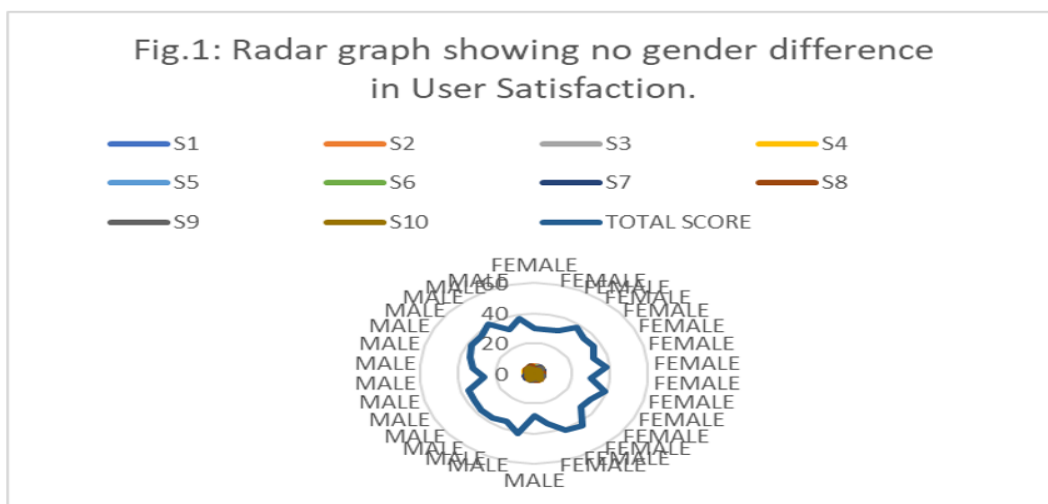 Fig.1: Radar graph showing no gender difference
in User Satisfaction.
S1 S2 S3 S4
S5 S6 S7 S8
S9 S10 TOTAL SCORE
FEMALE
MALE 60 FEMALE
MALE FEMALE
MALE FEMALE
MALE 40 FEMALE
MALE FEMALE
MALE 20 FEMALE
MALE FEMALE
0
MALE FEMALE
MALE FEMALE
MALE FEMALE
MALE FEMALE
MALE FEMALE
MALE FEMALE
MALE FEMALE
MALE